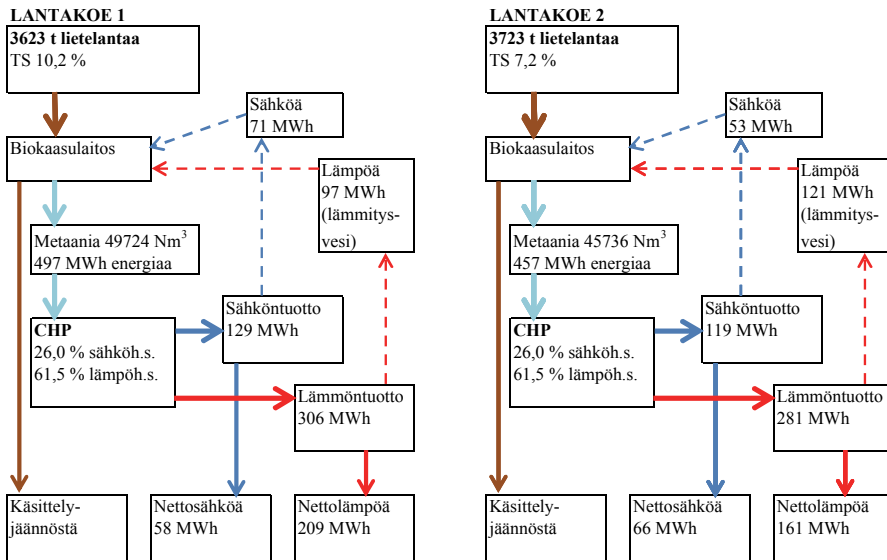 LANTAKOE 1
3623 t lietelantaa
TS 10,2 %
Sähköä
71 MWh
Biokaasulaitos
Lämpöä
97 MWh
(lämmitys-
vesi)
Metaania 49724 Nm³
497 MWh energiaa
Sähköntuotto
129 MWh
CHP
26,0 % sähköh.s.
61,5 % lämpöh.s.
Lämmöntuotto
306 MWh
Käsittely-
jäännöstä
Nettosähköä
58 MWh
Nettolämpöä
209 MWh
LANTAKOE 2
3723 t lietelantaa
TS 7,2 %
Sähköä
53 MWh
Biokaasulaitos
Lämpöä
121 MWh
(lämmitys-
vesi)
Metaania 45736 Nm³
457 MWh energiaa
Sähköntuotto
119 MWh
CHP
26,0 % sähköh.s.
61,5 % lämpöh.s.
Lämmöntuotto
281 MWh
Käsittely-
jäännöstä
Nettosähköä
66 MWh
Nettolämpöä
161 MWh